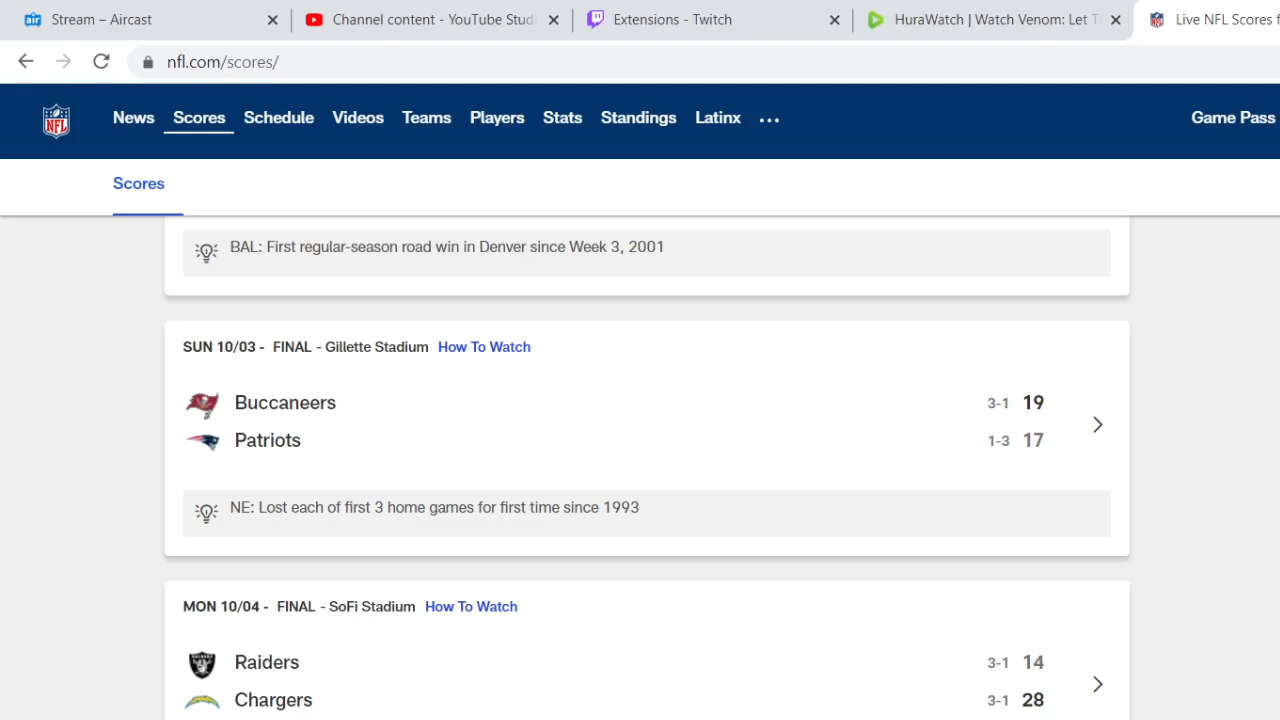 air Stream – Aircast
Channel content - YouTube Studi
Extensions - Twitch
HuraWatch | Watch Venom: Let T
Live NFL Scores f
nfl.com/scores/
NFL News Scores Schedule Videos Teams Players Stats Standings Latinx ... Game Pass
Scores
BAL: First regular-season road win in Denver since Week 3, 2001
SUN 10/03 - FINAL - Gillette Stadium How To Watch
Buccaneers 3-1 19
Patriots 1-3 17
NE: Lost each of first 3 home games for first time since 1993
MON 10/04 - FINAL - SoFi Stadium How To Watch
Raiders 3-1 14
Chargers 3-1 28